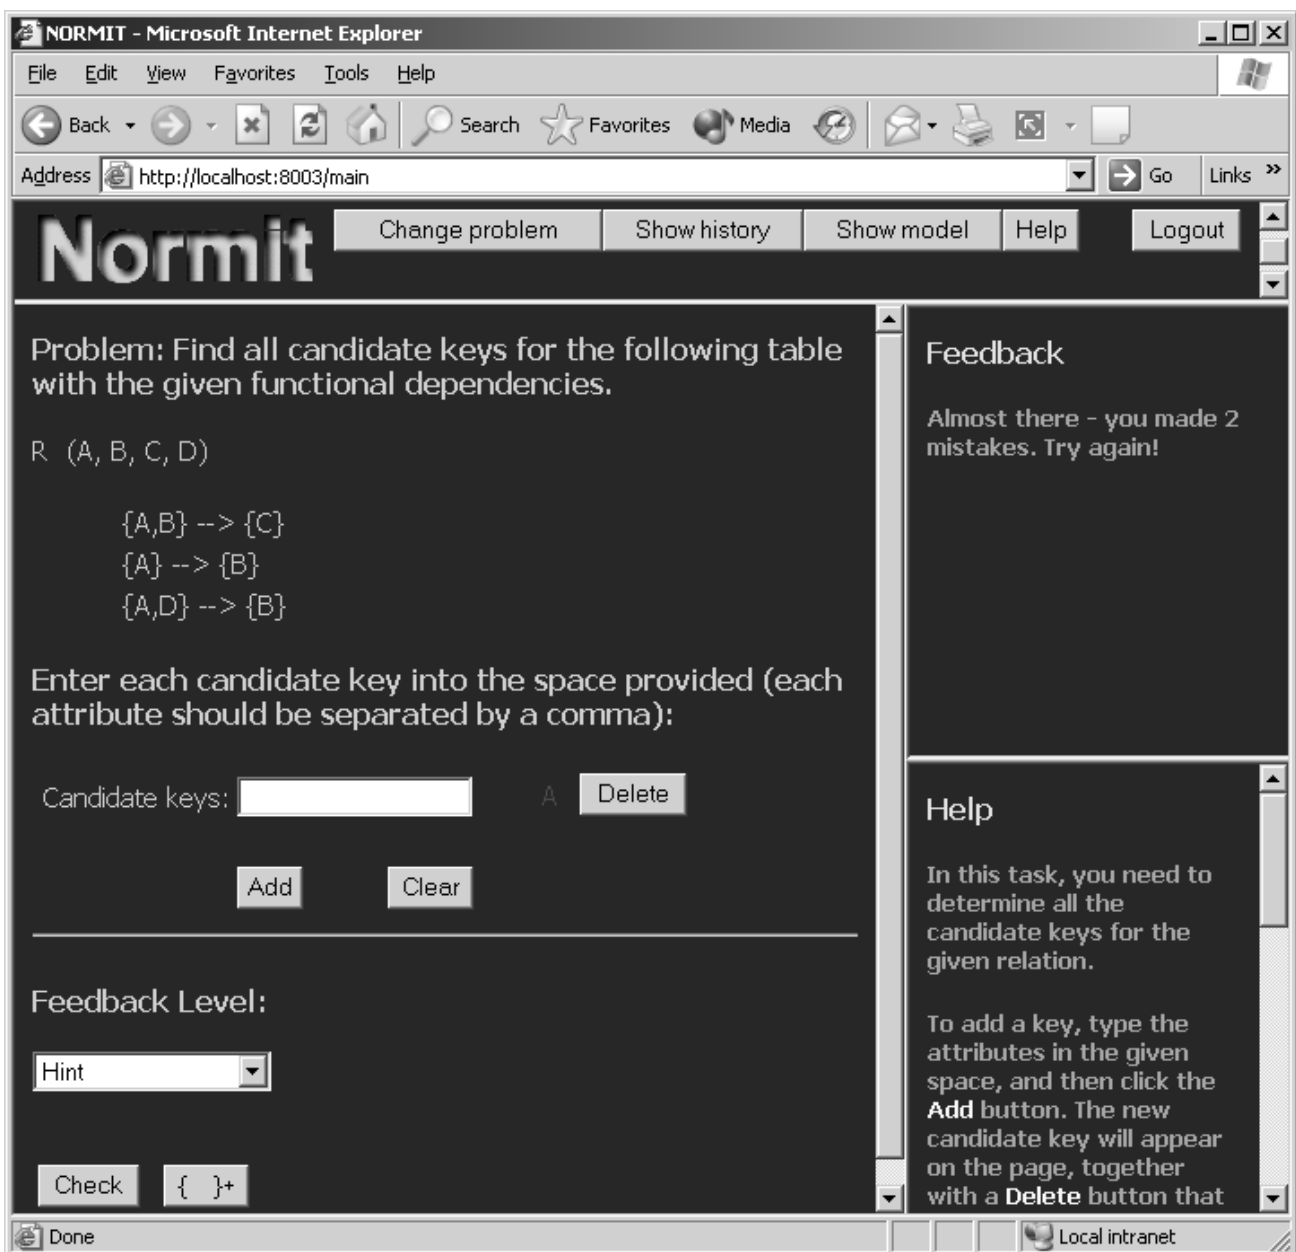 NORMIT - Microsoft Internet Explorer
File Edit View Favorites Tools Help
Back Search Favorites Media
Address http://localhost:8003/main Go Links »
Normit Change problem Show history Show model Help Logout
Problem: Find all candidate keys for the following table
with the given functional dependencies.
R (A, B, C, D)
{A,B} --> {C}
{A} --> {B}
{A,D} --> {B}
Enter each candidate key into the space provided (each
attribute should be separated by a comma):
Candidate keys: A Delete
Add Clear
Feedback Level:
Hint
Check { }+
Feedback
Almost there - you made 2
mistakes. Try again!
Help
In this task, you need to
determine all the
candidate keys for the
given relation.
To add a key, type the
attributes in the given
space, and then click the
Add button. The new
candidate key will appear
on the page, together
with a Delete button that
Done Local intranet